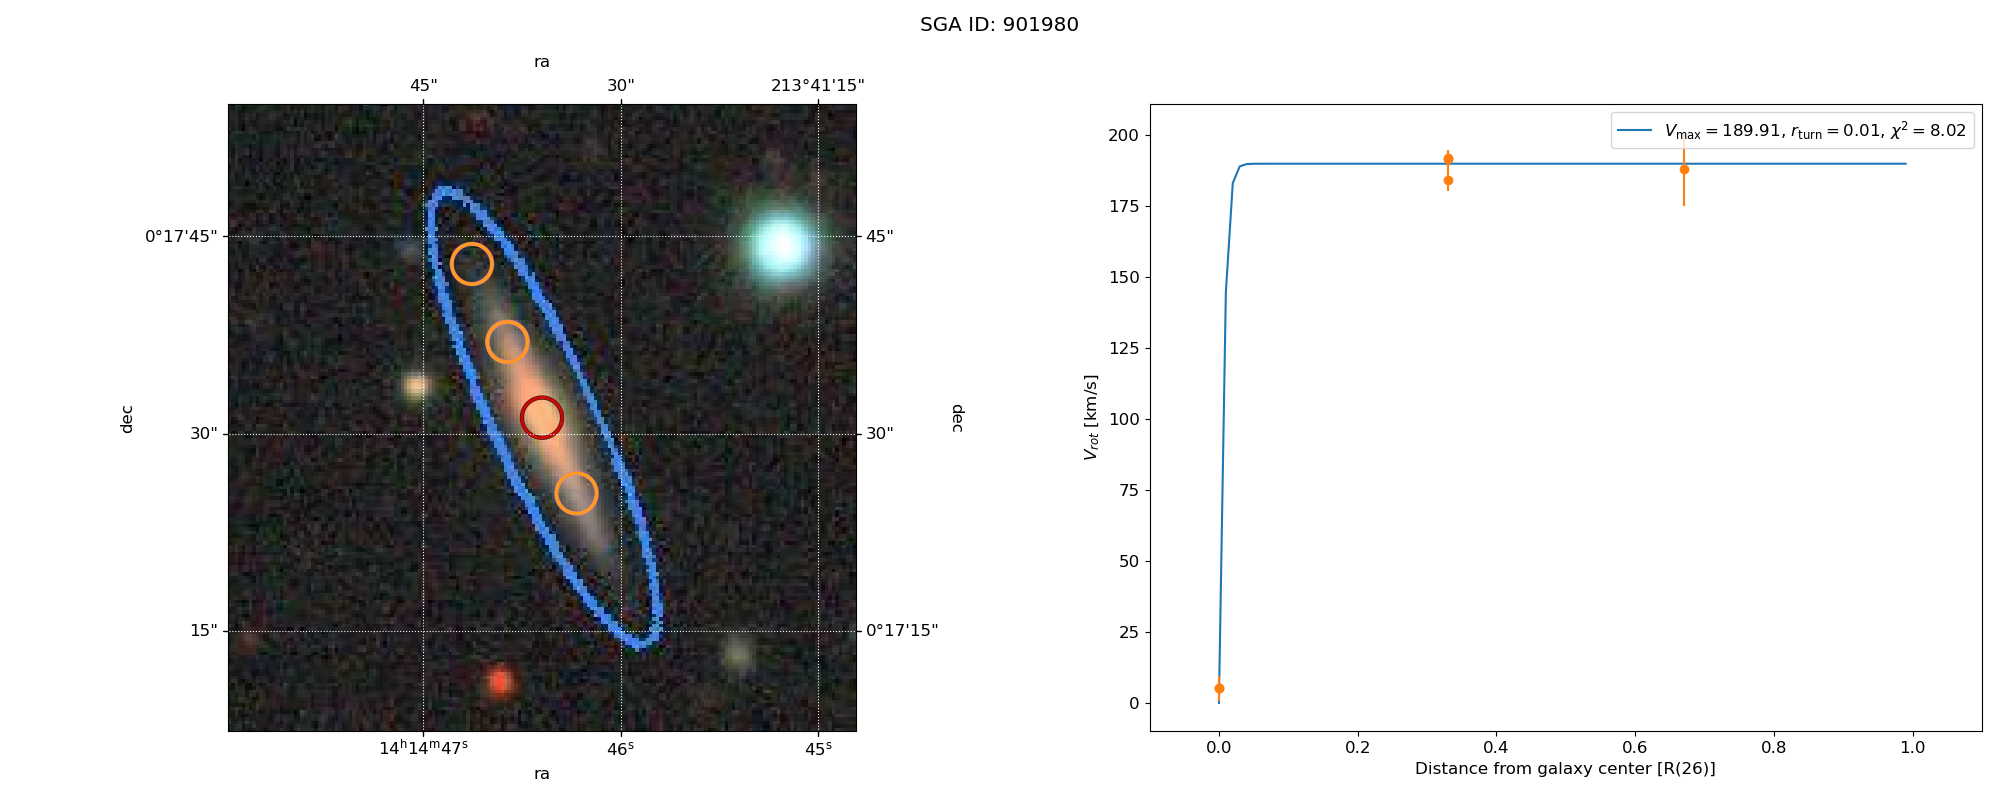 SGA ID: 901980
ra
45" 30" 213°41'15"
0°17'45" 45"
dec dec
30" 30"
15" 0°17'15"
14ʰ14ᵐ47ˢ 46ˢ 45ˢ
ra
V_max = 189.91, r_turn = 0.01, χ² = 8.02
200
175
150
125
100
75
50
25
0
V_rot [km/s]
0.0 0.2 0.4 0.6 0.8 1.0
Distance from galaxy center [R(26)]